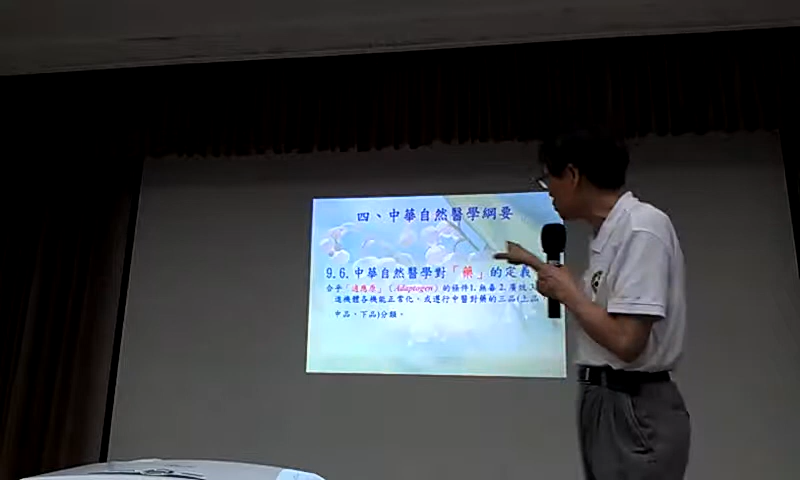 四、中華自然醫學綱要
9.6.中華自然醫學對「藥」的定義
合乎「適應原」(Adaptogen)的條件1.無毒2.廣效3.
進機體各機能正常化。或遵行中醫對藥的三品(上品、
中品、下品)分類。